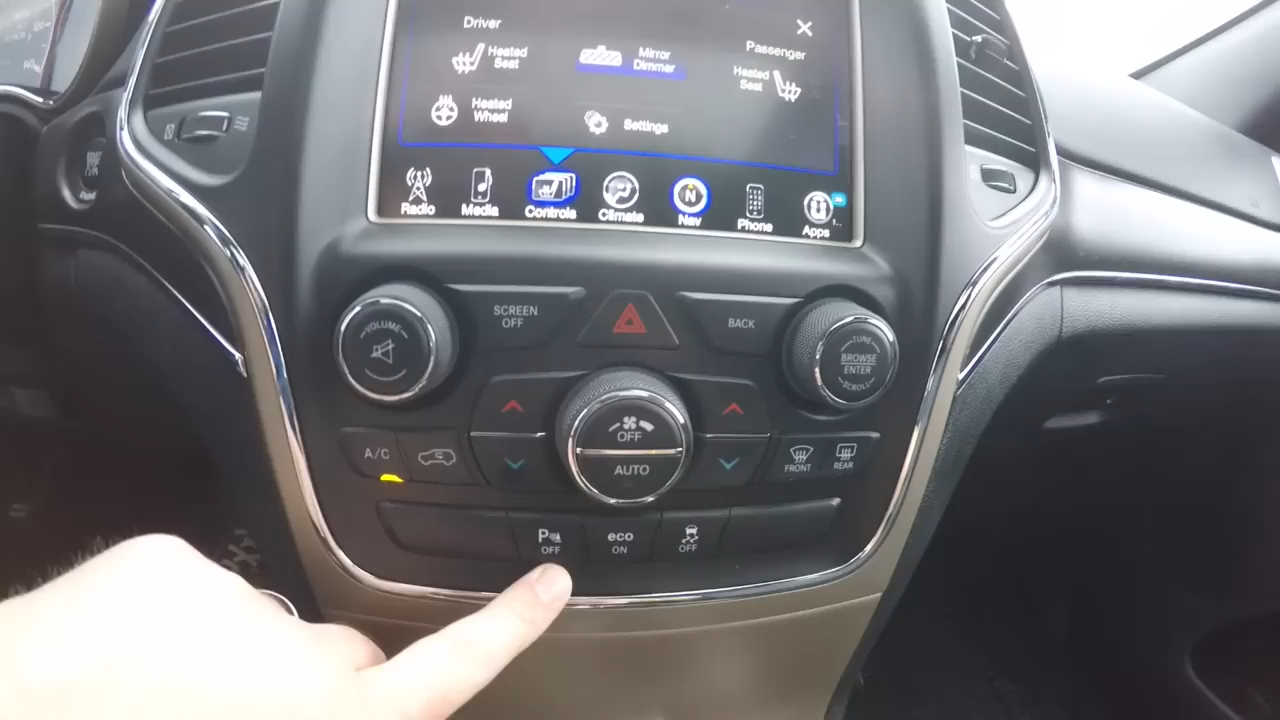 Driver
Passenger
Heated
Seat
Mirror
Dimmer
Heated
Seat
Heated
Wheel
Settings
Radio
Media
Controls
Climate
N
Nav
Phone
Apps
SCREEN
OFF
BACK
VOLUME
TUNE
BROWSE
ENTER
SCROLL
OFF
AUTO
A/C
FRONT
REAR
P
OFF
eco
ON
OFF